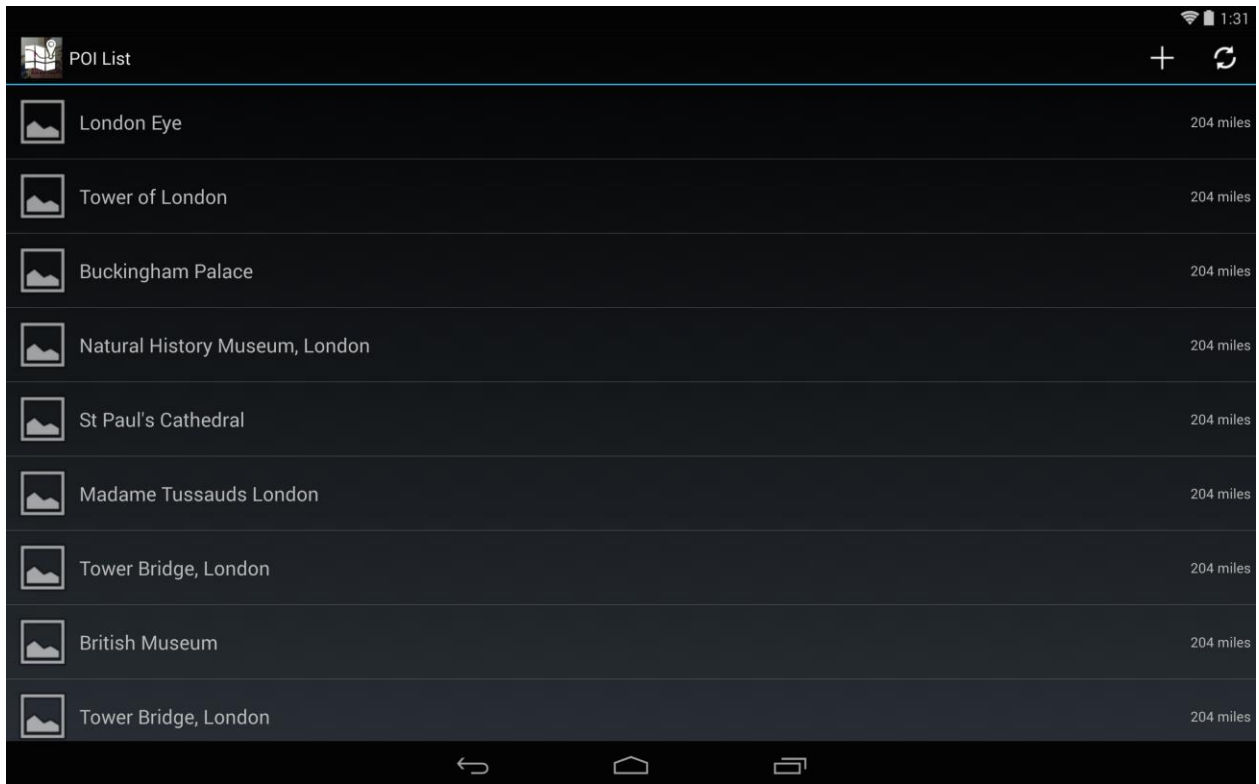 1:31
POI List
London Eye 204 miles
Tower of London 204 miles
Buckingham Palace 204 miles
Natural History Museum, London 204 miles
St Paul's Cathedral 204 miles
Madame Tussauds London 204 miles
Tower Bridge, London 204 miles
British Museum 204 miles
Tower Bridge, London 204 miles